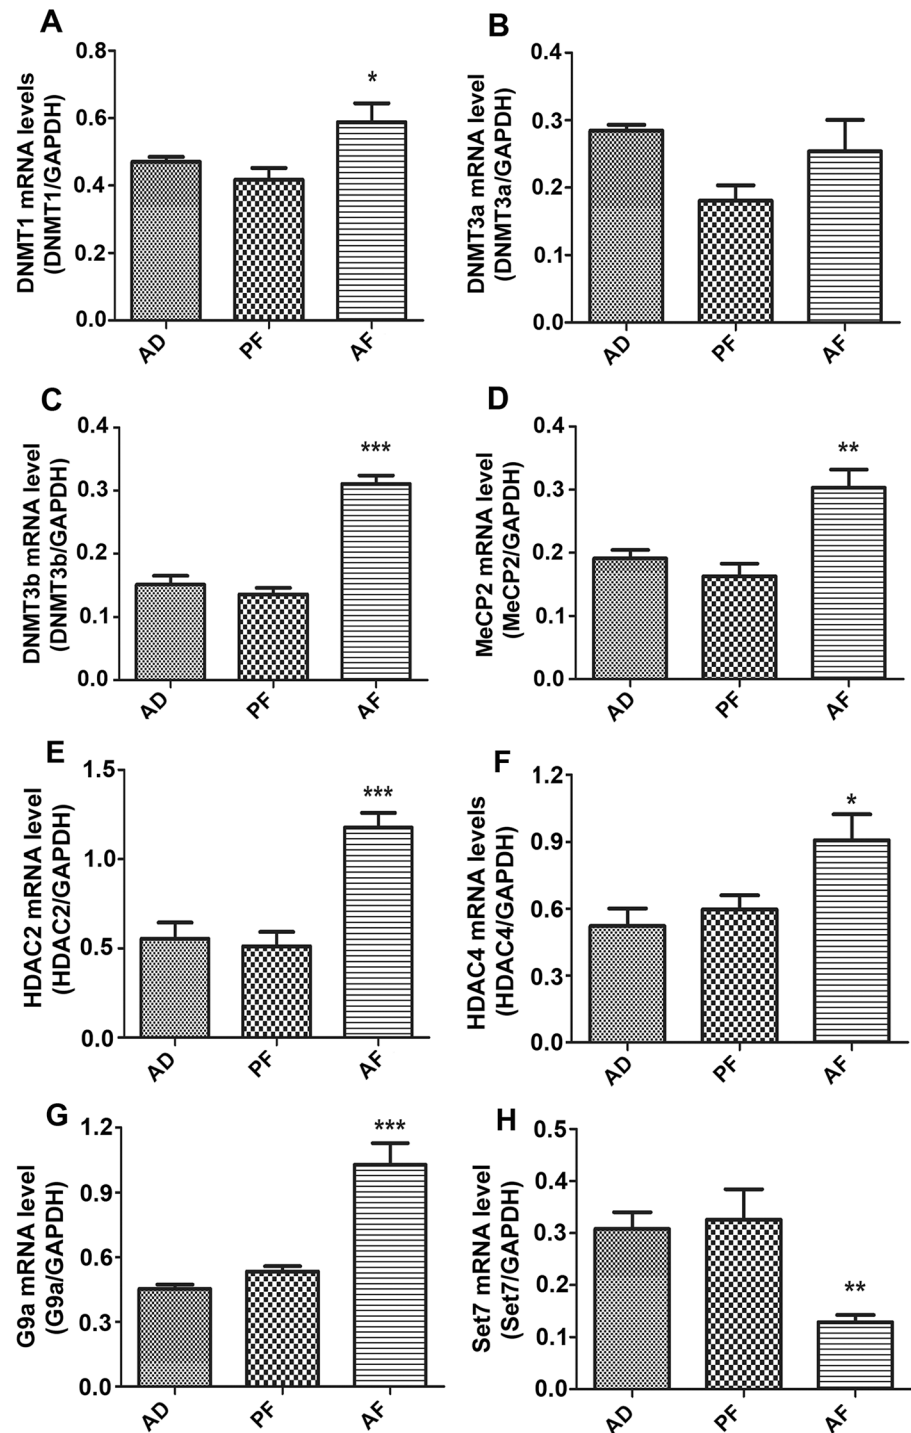 A
DNMT1 mRNA levels
(DNMT1/GAPDH)
0.8
0.6
0.4
0.2
0.0
*
AD
PF
AF
B
DNMT3a mRNA level
(DNMT3a/GAPDH)
0.4
0.3
0.2
0.1
0.0
AD
PF
AF
C
DNMT3b mRNA level
(DNMT3b/GAPDH)
0.4
0.3
0.2
0.1
0.0
***
AD
PF
AF
D
MeCP2 mRNA level
(MeCP2/GAPDH)
0.4
0.3
0.2
0.1
0.0
**
AD
PF
AF
E
HDAC2 mRNA level
(HDAC2/GAPDH)
1.5
1.0
0.5
0.0
***
AD
PF
AF
F
HDAC4 mRNA levels
(HDAC4/GAPDH)
1.2
0.9
0.6
0.3
0.0
*
AD
PF
AF
G
G9a mRNA level
(G9a/GAPDH)
1.2
0.9
0.6
0.3
0.0
***
AD
PF
AF
H
Set7 mRNA level
(Set7/GAPDH)
0.5
0.4
0.3
0.2
0.1
0.0
**
AD
PF
AF